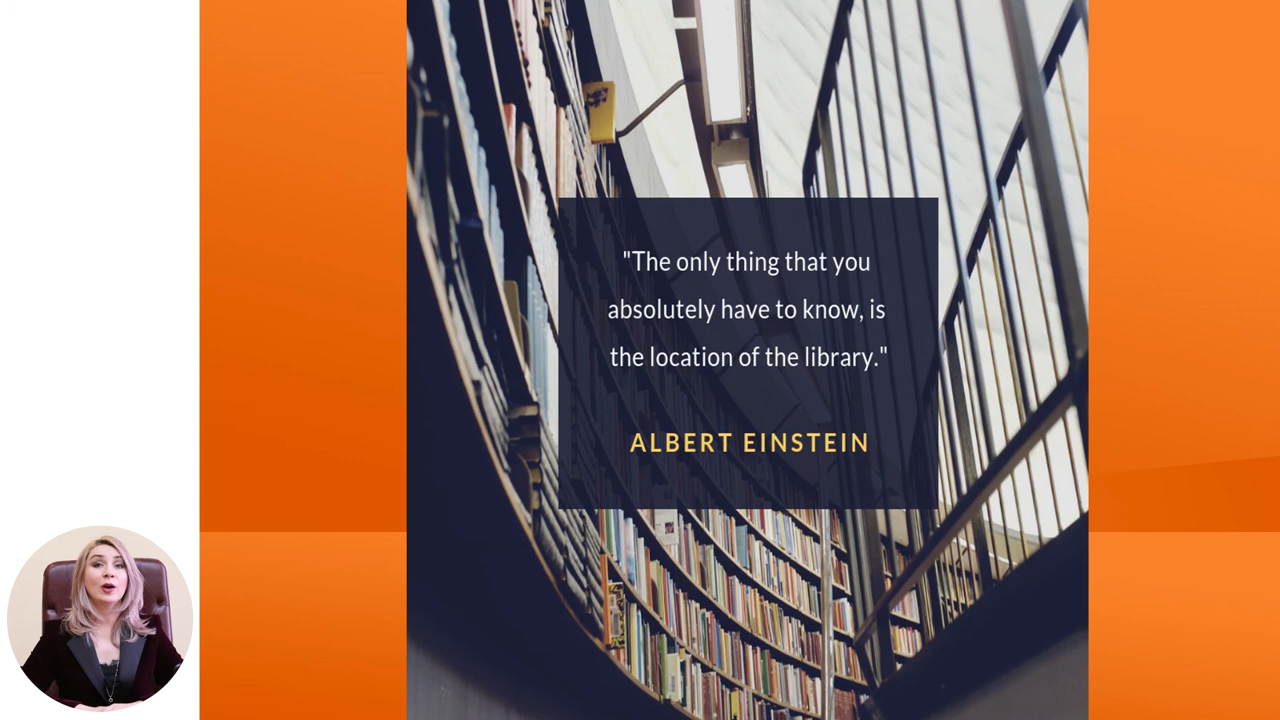 "The only thing that you
absolutely have to know, is
the location of the library."
ALBERT EINSTEIN